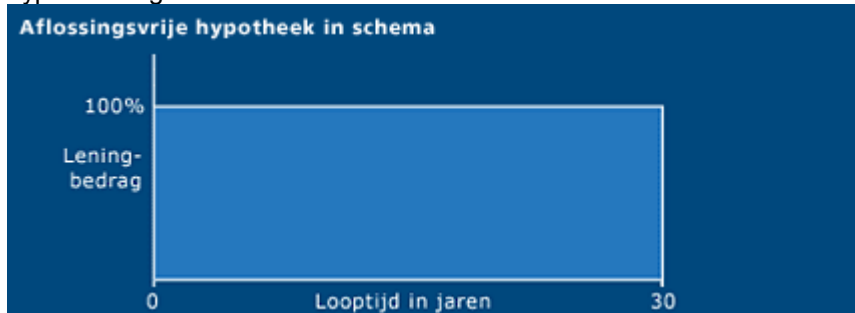 Aflossingsvrije hypotheek in schema
100%
Lening-
bedrag
0 Looptijd in jaren 30